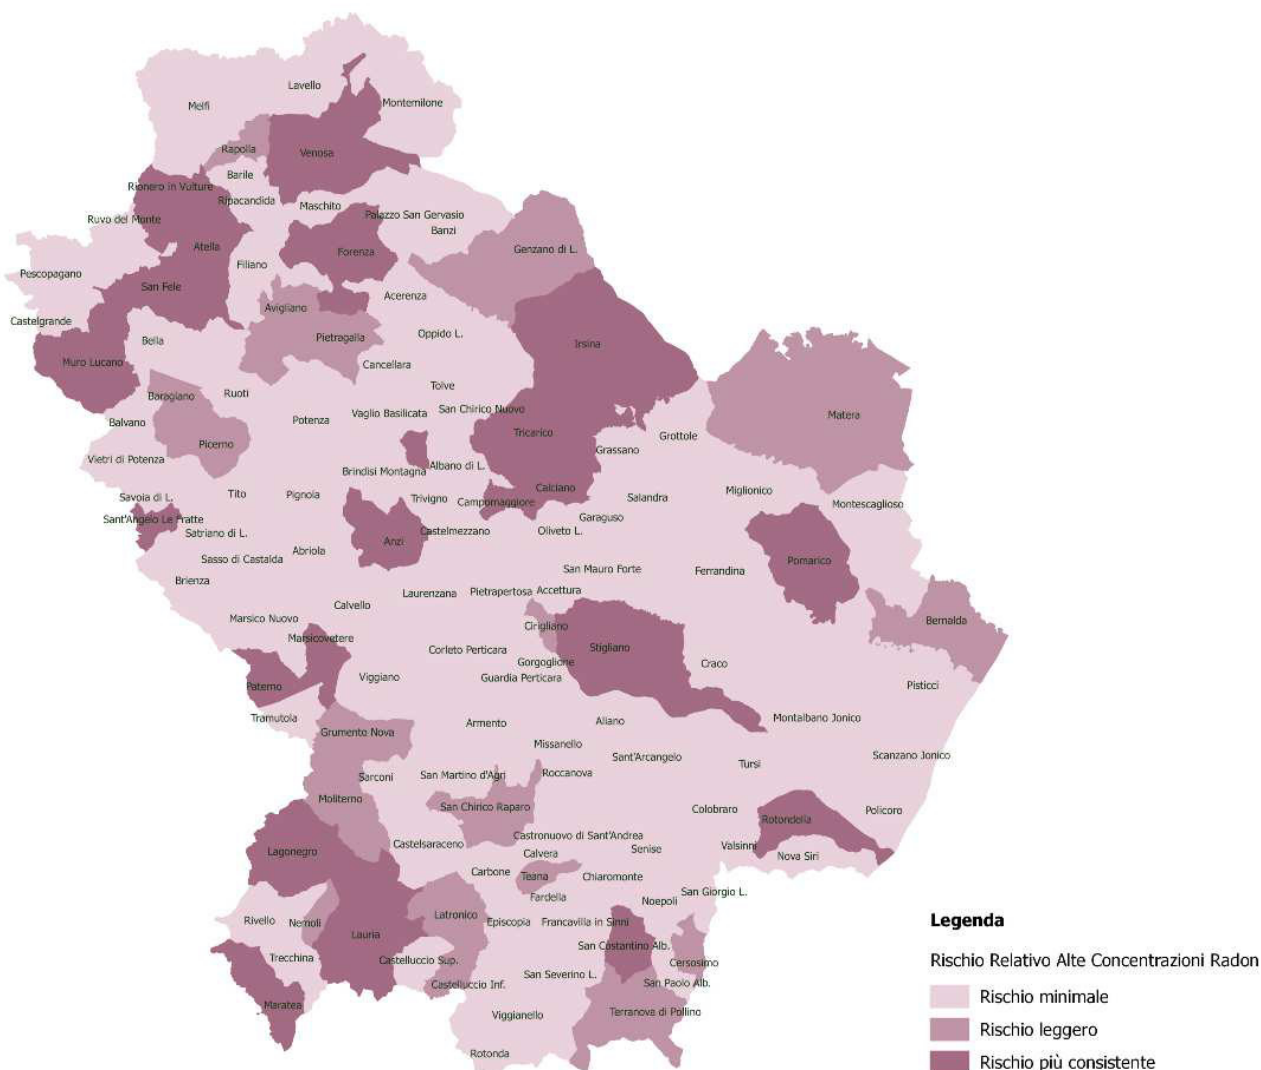 Lavello
Melfi
Montemilone
Rapolla
Venosa
Barile
Rionero in Vulture
Ripacandida
Maschito
Ruvo del Monte
Palazzo San Gervasio
Banzi
Atella
Forenza
Genzano di L.
Filiano
Pescopagano
San Fele
Acerenza
Avigliano
Castelgrande
Pietragalla
Oppido L.
Bella
Irsina
Muro Lucano
Cancellara
Tolve
Baragiano
Ruoti
Vaglio Basilicata
San Chirico Nuovo
Matera
Balvano
Potenza
Tricarico
Grottole
Picerno
Grassano
Vietri di Potenza
Brindisi Montagna
Albano di L.
Savoia di L.
Tito
Pignola
Trivigno
Campomaggiore
Calciano
Salandra
Miglionico
Montescaglioso
Sant'Angelo Le Fratte
Garaguso
Satriano di L.
Castelmezzano
Oliveto L.
Anzi
Sasso di Castalda
Abriola
Pomarico
San Mauro Forte
Ferrandina
Brienza
Laurenzana
Pietrapertosa
Accettura
Calvello
Marsico Nuovo
Cirigliano
Bernalda
Marsicovetere
Corleto Perticara
Stigliano
Gorgoglione
Craco
Paterno
Viggiano
Guardia Perticara
Pisticci
Tramutola
Armento
Aliano
Montalbano Jonico
Grumento Nova
Missanello
Sant'Arcangelo
Scanzano Jonico
Tursi
Sarconi
San Martino d'Agri
Roccanova
Moliterno
San Chirico Raparo
Colobraro
Policoro
Rotondella
Castronuovo di Sant'Andrea
Castelsaraceno
Lagonegro
Calvera
Senise
Valsinni
Nova Siri
Carbone
Teana
Chiaromonte
Fardella
San Giorgio L.
Noepoli
Rivello
Nemoli
Latronico
Episcopia
Francavilla in Sinni
Lauria
San Costantino Alb.
Trecchina
Castelluccio Sup.
Cersosimo
San Severino L.
Castelluccio Inf.
San Paolo Alb.
Maratea
Viggianello
Terranova di Pollino
Rotonda
Legenda
Rischio Relativo Alte Concentrazioni Radon
Rischio minimale
Rischio leggero
Rischio più consistente